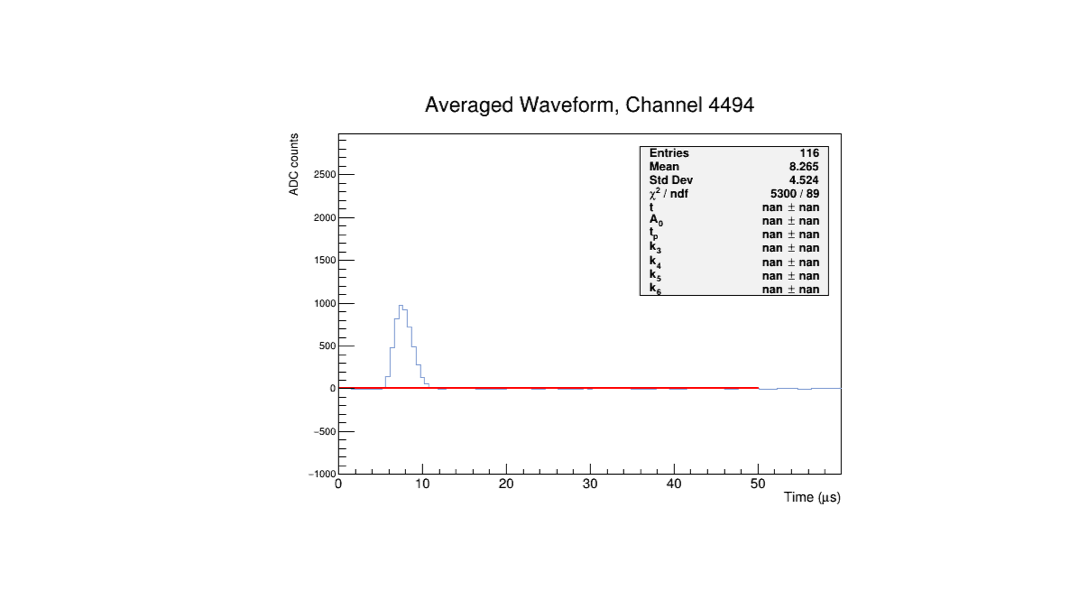 Averaged Waveform, Channel 4494
ADC counts
Entries 116
Mean 8.265
Std Dev 4.524
χ² / ndf 5300 / 89
t nan ± nan
A₀ nan ± nan
tₚ nan ± nan
k₃ nan ± nan
k₄ nan ± nan
k₅ nan ± nan
k₆ nan ± nan
2500
2000
1500
1000
500
0
−500
−1000
0 10 20 30 40 50
Time (μs)